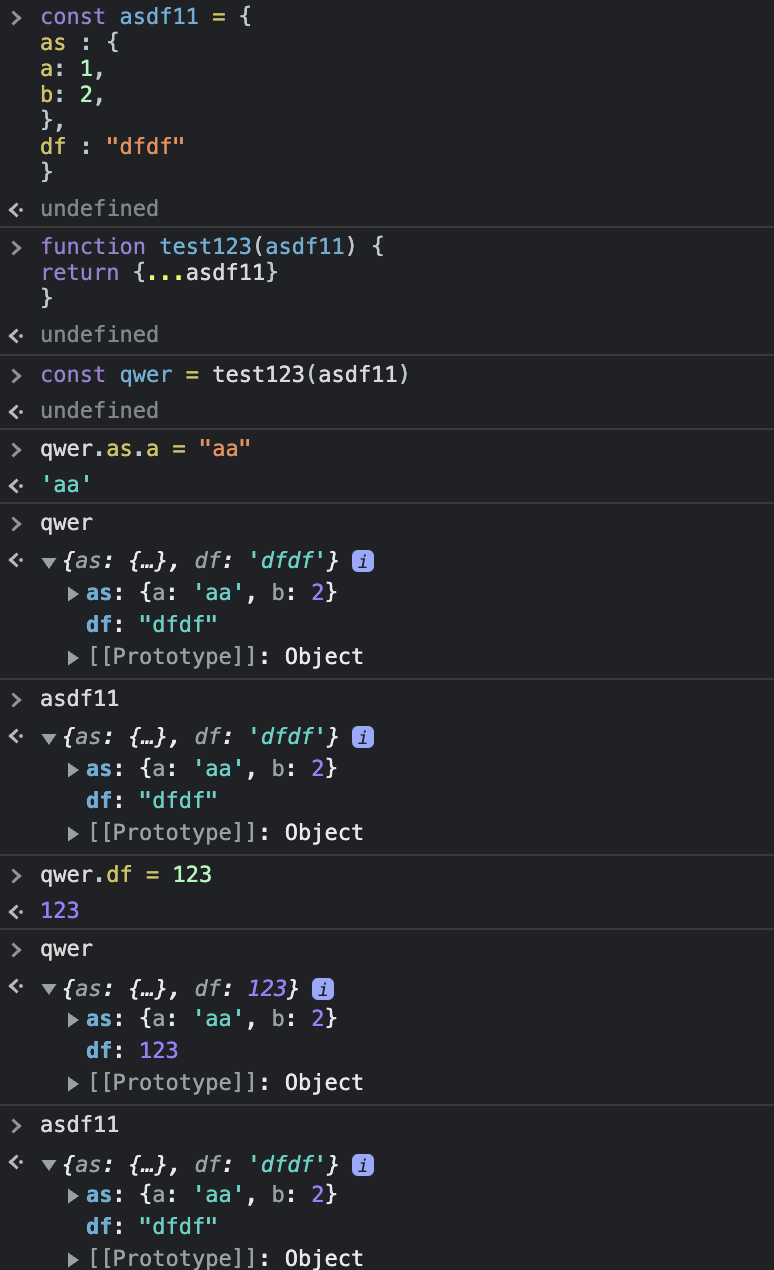 const asdf11 = {
as : {
a: 1,
b: 2,
},
df : "dfdf"
}
undefined
function test123(asdf11) {
return {...asdf11}
}
undefined
const qwer = test123(asdf11)
undefined
qwer.as.a = "aa"
'aa'
qwer
{as: {…}, df: 'dfdf'} i
as: {a: 'aa', b: 2}
df: "dfdf"
[[Prototype]]: Object
asdf11
{as: {…}, df: 'dfdf'} i
as: {a: 'aa', b: 2}
df: "dfdf"
[[Prototype]]: Object
qwer.df = 123
123
qwer
{as: {…}, df: 123} i
as: {a: 'aa', b: 2}
df: 123
[[Prototype]]: Object
asdf11
{as: {…}, df: 'dfdf'} i
as: {a: 'aa', b: 2}
df: "dfdf"
[[Prototype]]: Object